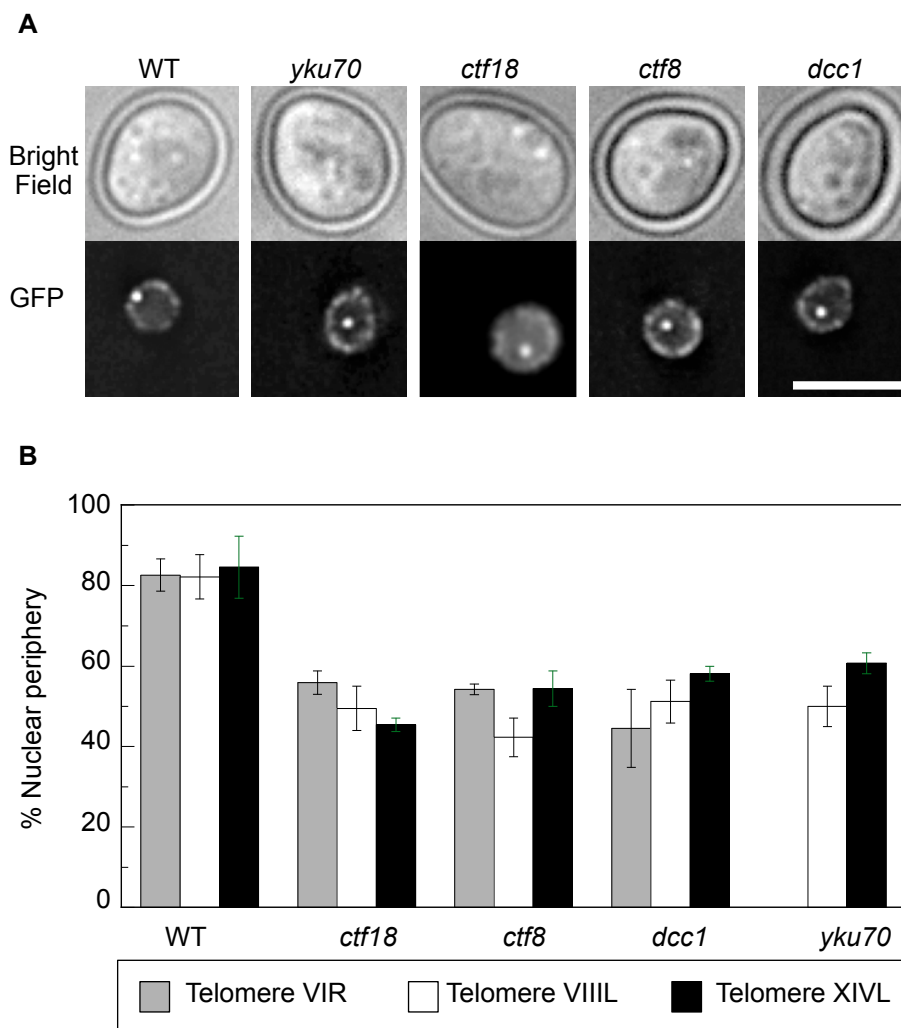 A
WT yku70 ctf18 ctf8 dcc1
Bright
Field
GFP
B
% Nuclear periphery
100
80
60
40
20
0
WT ctf18 ctf8 dcc1 yku70
Telomere VIR Telomere VIIIL Telomere XIVL